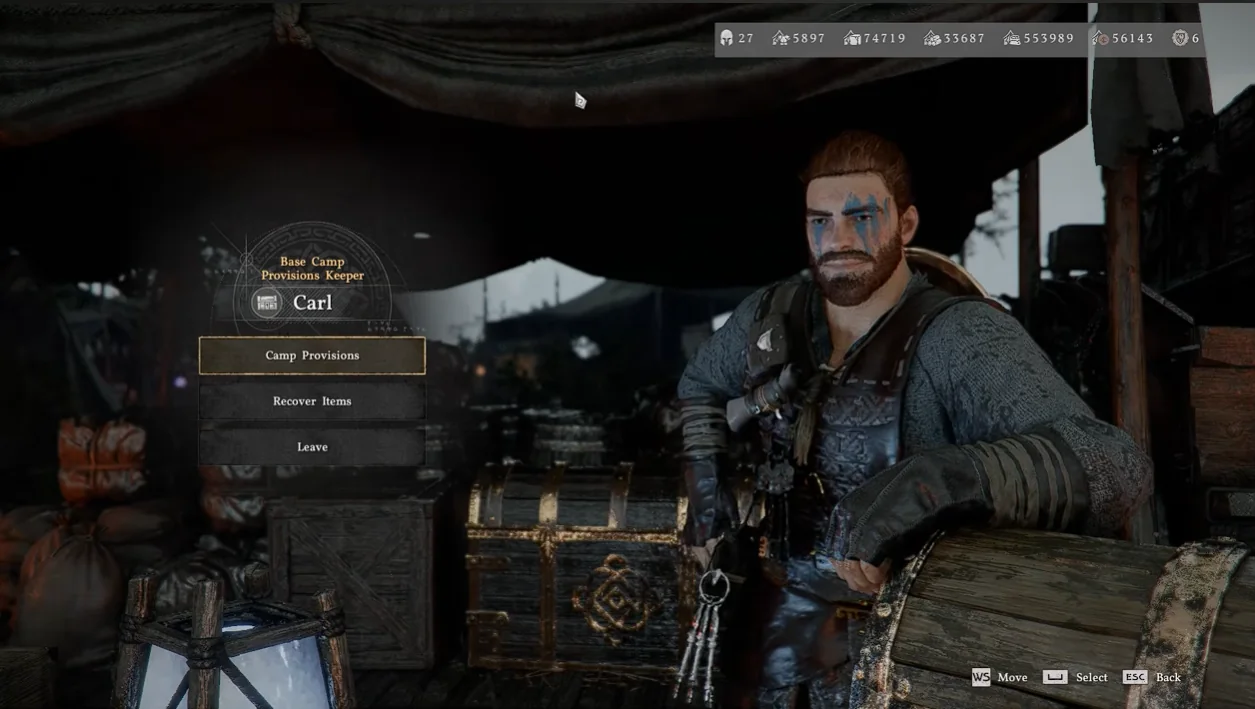 27 5897 74719 33687 553989 56143 6
Base Camp
Provisions Keeper
Carl
Camp Provisions
Recover Items
Leave
WS Move Select ESC Back